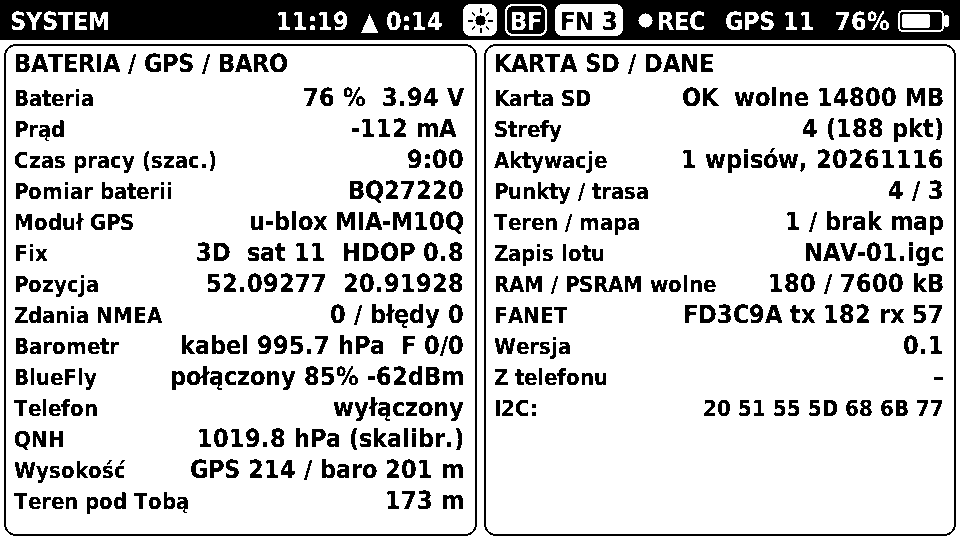 SYSTEM 11:19 ▲ 0:14 BF FN 3 ●REC GPS 11 76%
BATERIA / GPS / BARO
Bateria 76 % 3.94 V
Prąd -112 mA
Czas pracy (szac.) 9:00
Pomiar baterii BQ27220
Moduł GPS u-blox MIA-M10Q
Fix 3D sat 11 HDOP 0.8
Pozycja 52.09277 20.91928
Zdania NMEA 0 / błędy 0
Barometr kabel 995.7 hPa F 0/0
BlueFly połączony 85% -62dBm
Telefon wyłączony
QNH 1019.8 hPa (skalibr.)
Wysokość GPS 214 / baro 201 m
Teren pod Tobą 173 m
KARTA SD / DANE
Karta SD OK wolne 14800 MB
Strefy 4 (188 pkt)
Aktywacje 1 wpisów, 20261116
Punkty / trasa 4 / 3
Teren / mapa 1 / brak map
Zapis lotu NAV-01.igc
RAM / PSRAM wolne 180 / 7600 kB
FANET FD3C9A tx 182 rx 57
Wersja 0.1
Z telefonu –
I2C: 20 51 55 5D 68 6B 77